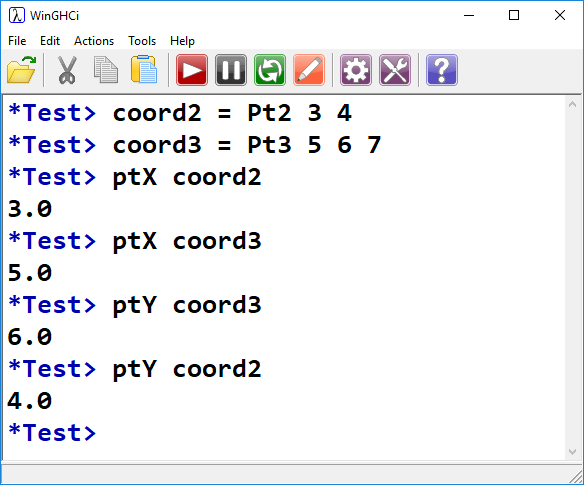 WinGHCi
File Edit Actions Tools Help
*Test> coord2 = Pt2 3 4
*Test> coord3 = Pt3 5 6 7
*Test> ptX coord2
3.0
*Test> ptX coord3
5.0
*Test> ptY coord3
6.0
*Test> ptY coord2
4.0
*Test>